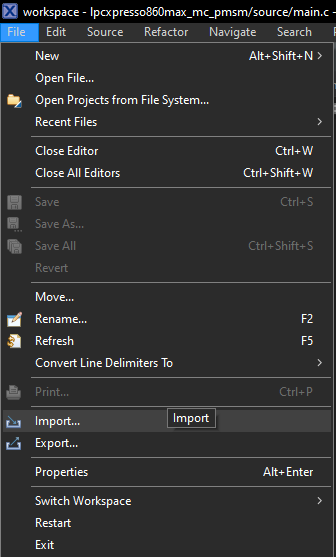 workspace - lpcxpresso860max_mc_pmsm/source/main.c -
File Edit Source Refactor Navigate Search
New Alt+Shift+N >
Open File...
Open Projects from File System...
Recent Files >
Close Editor Ctrl+W
Close All Editors Ctrl+Shift+W
Save Ctrl+S
Save As...
Save All Ctrl+Shift+S
Revert
Move...
Rename... F2
Refresh F5
Convert Line Delimiters To >
Print... Ctrl+P
Import... Import
Export...
Properties Alt+Enter
Switch Workspace >
Restart
Exit